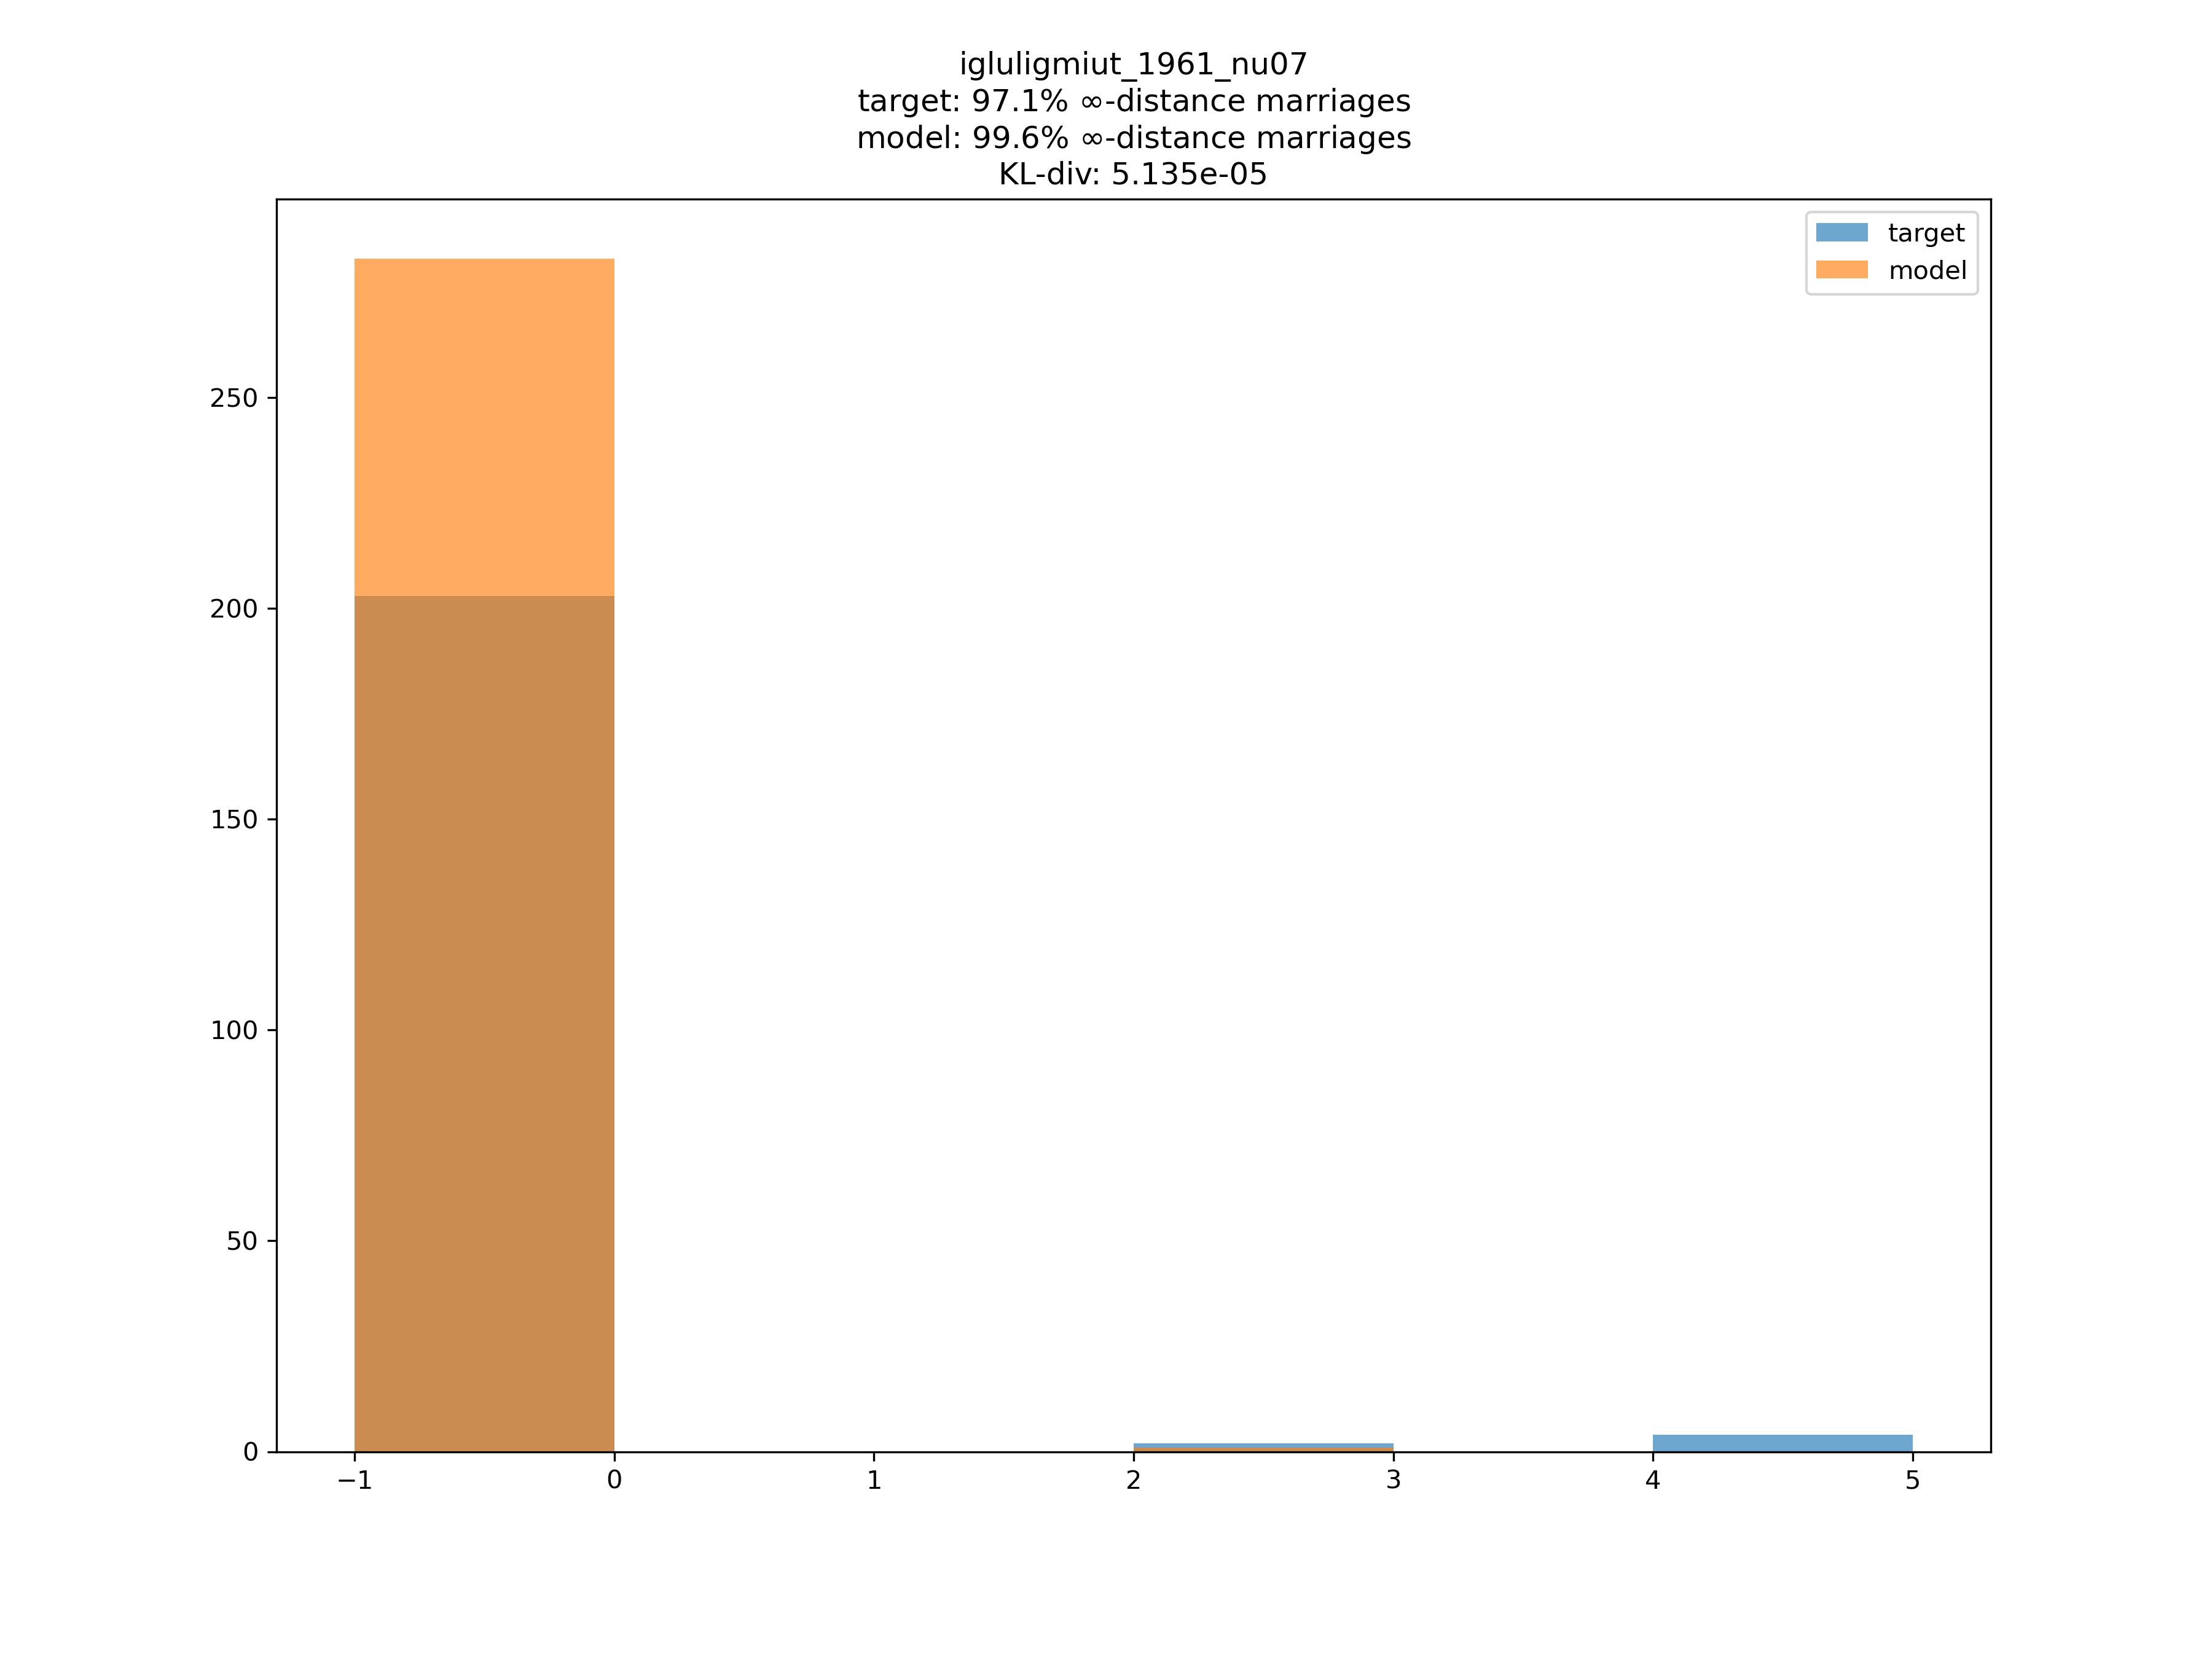 igluligmiut_1961_nu07
target: 97.1% ∞-distance marriages
model: 99.6% ∞-distance marriages
KL-div: 5.135e-05
target
model
250
200
150
100
50
0
−1 0 1 2 3 4 5